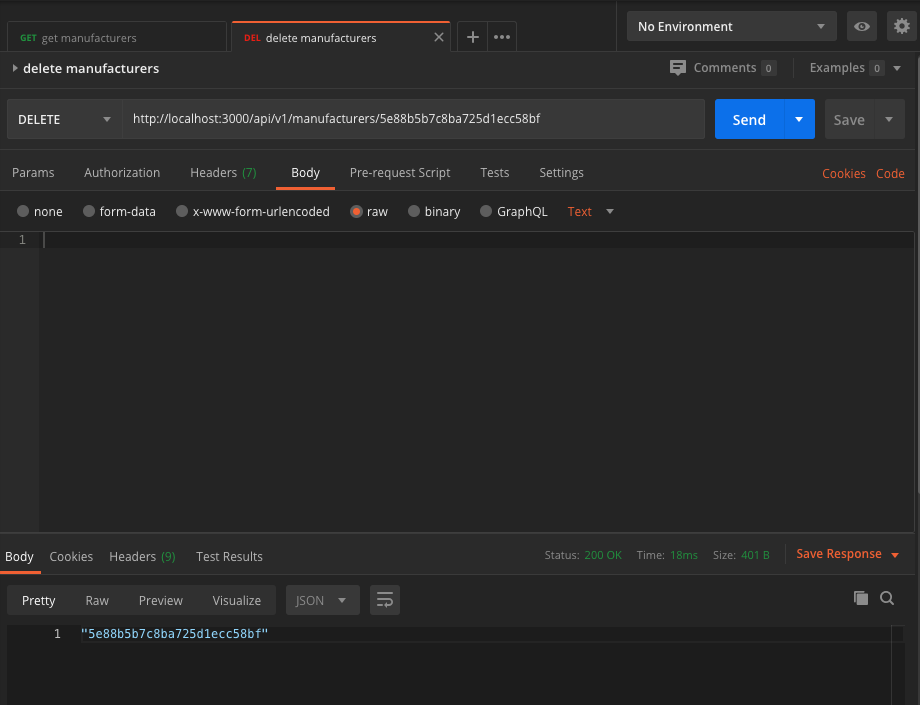 GET get manufacturers DEL delete manufacturers No Environment
delete manufacturers Comments 0 Examples 0
DELETE http://localhost:3000/api/v1/manufacturers/5e88b5b7c8ba725d1ecc58bf Send Save
Params Authorization Headers (7) Body Pre-request Script Tests Settings Cookies Code
none form-data x-www-form-urlencoded raw binary GraphQL Text
1
Body Cookies Headers (9) Test Results Status: 200 OK Time: 18ms Size: 401 B Save Response
Pretty Raw Preview Visualize JSON
1 "5e88b5b7c8ba725d1ecc58bf"